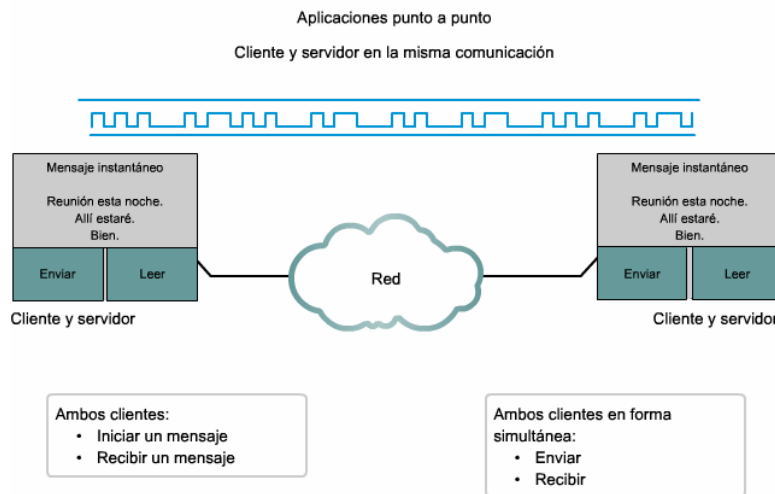 Aplicaciones punto a punto
Cliente y servidor en la misma comunicación
Mensaje instantáneo
Reunión esta noche.
Allí estaré.
Bien.
Enviar
Leer
Cliente y servidor
Red
Mensaje instantáneo
Reunión esta noche.
Allí estaré.
Bien.
Enviar
Leer
Cliente y servidor
Ambos clientes:
• Iniciar un mensaje
• Recibir un mensaje
Ambos clientes en forma
simultánea:
• Enviar
• Recibir